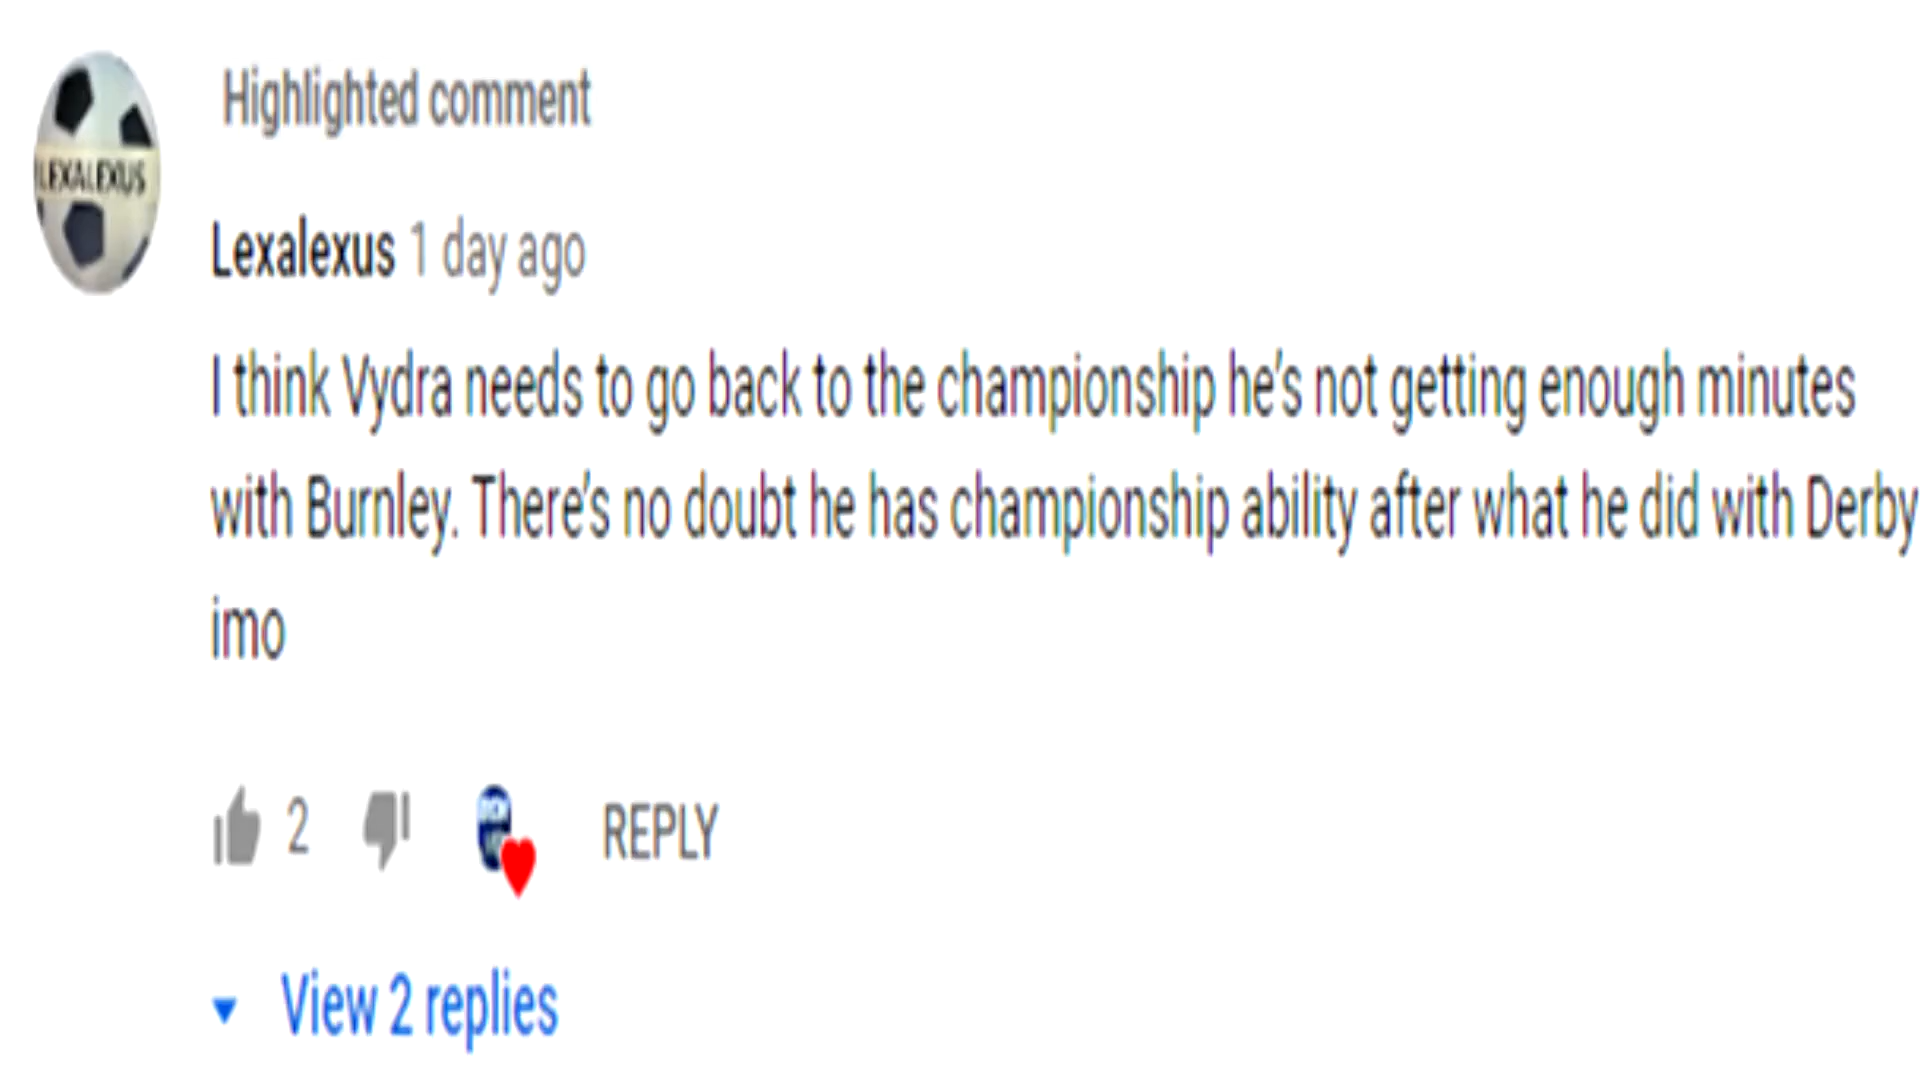 Highlighted comment
LEXALEXUS
Lexalexus 1 day ago
I think Vydra needs to go back to the championship he's not getting enough minutes
with Burnley. There's no doubt he has championship ability after what he did with Derby
imo
2 REPLY
View 2 replies